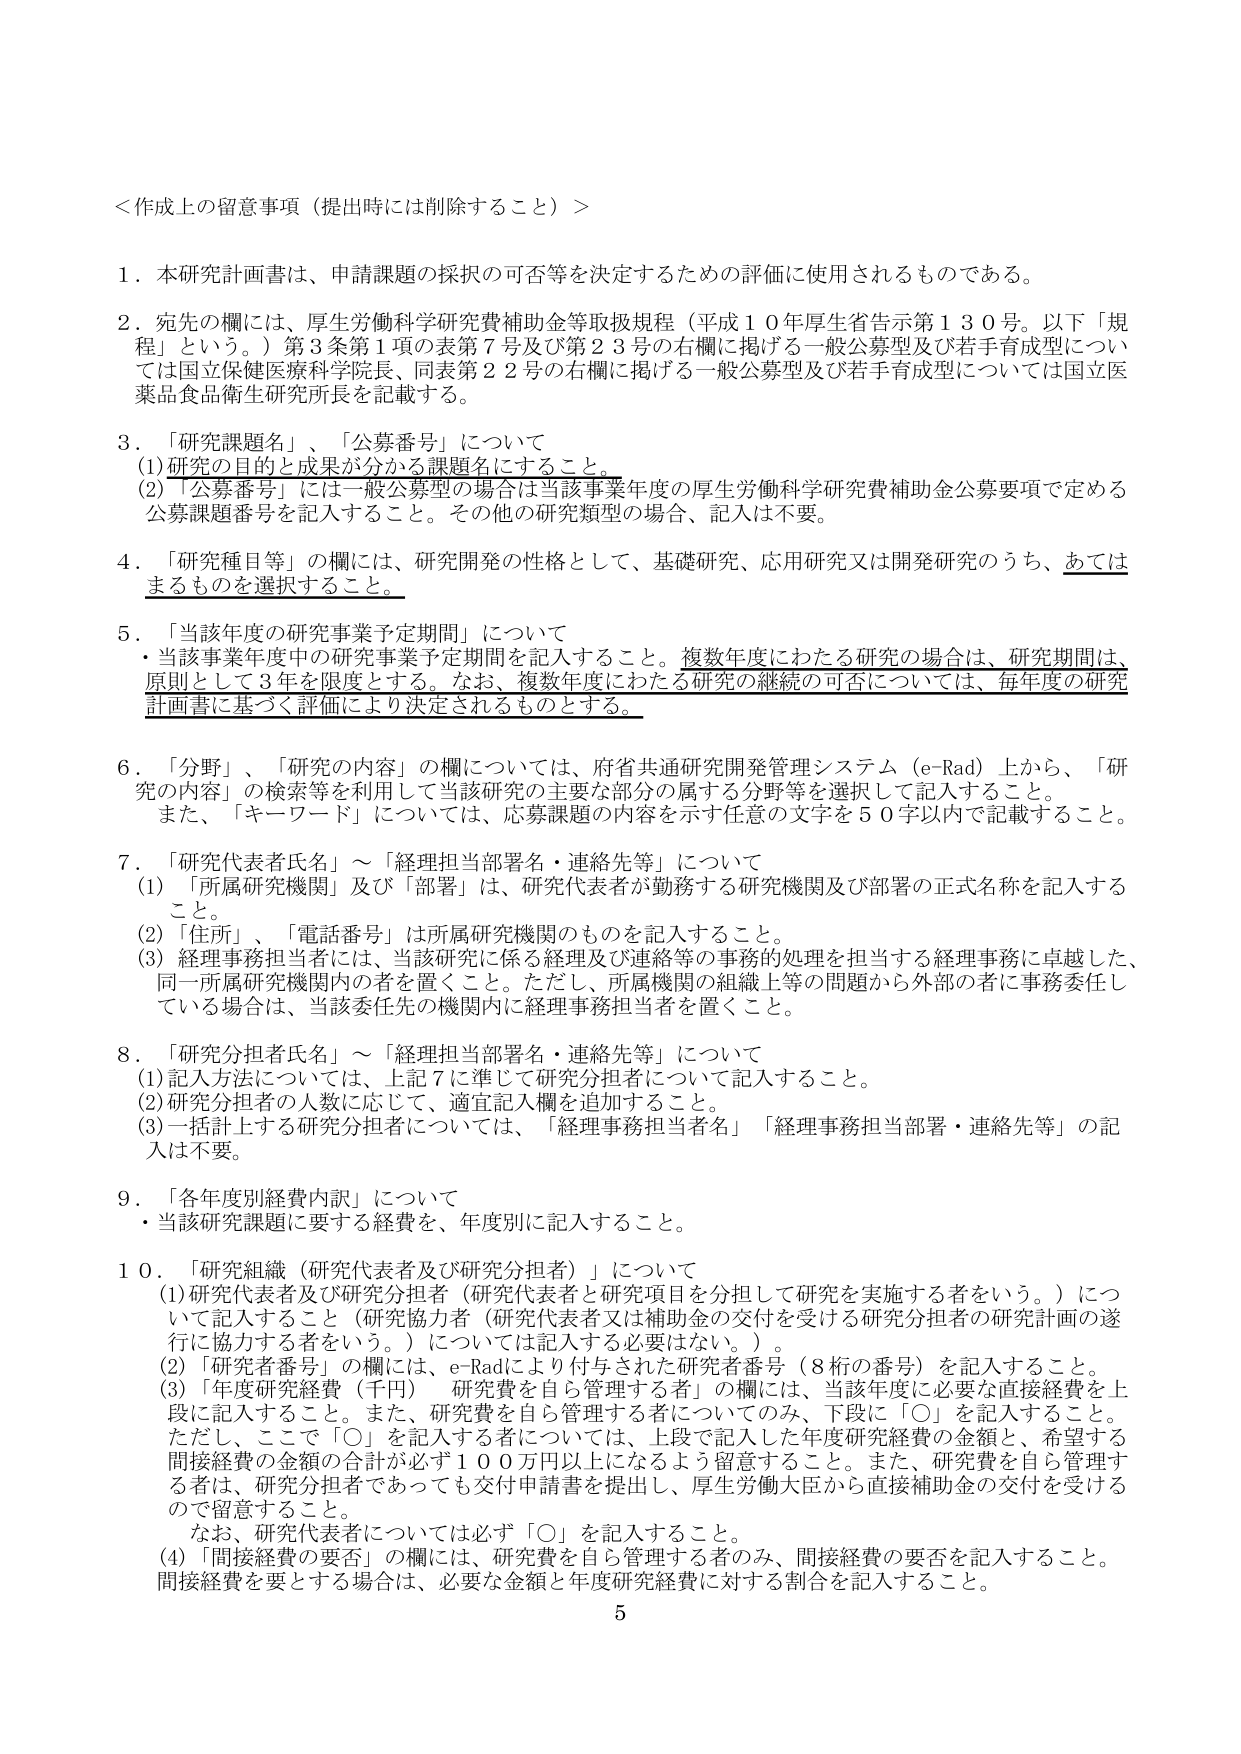 ＜作成上の留意事項（提出時には削除すること）＞
１．本研究計画書は、申請課題の採択の可否等を決定するための評価に使用されるものである。
２．宛先の欄には、厚生労働科学研究費補助金等取扱規程（平成１０年厚生省告示第１３０号。以下「規
程」という。）第３条第１項の表第７号及び第２３号の右欄に掲げる一般公募型及び若手育成型につい
ては国立保健医療科学院長、同表第２２号の右欄に掲げる一般公募型及び若手育成型については国立医
薬品食品衛生研究所長を記載する。
３．「研究課題名」、「公募番号」について
(1)研究の目的と成果が分かる課題名にすること。
(2)「公募番号」には一般公募型の場合は当該事業年度の厚生労働科学研究費補助金公募要項で定める
公募課題番号を記入すること。その他の研究類型の場合、記入は不要。
４．「研究種目等」の欄には、研究開発の性格として、基礎研究、応用研究又は開発研究のうち、あては
まるものを選択すること。
５．「当該年度の研究事業予定期間」について
・当該事業年度中の研究事業予定期間を記入すること。複数年度にわたる研究の場合は、研究期間は、
原則として３年を限度とする。なお、複数年度にわたる研究の継続の可否については、毎年度の研究
計画書に基づく評価により決定されるものとする。
６．「分野」、「研究の内容」の欄については、府省共通研究開発管理システム（e-Rad）上から、「研
究の内容」の検索等を利用して当該研究の主要な部分の属する分野等を選択して記入すること。
また、「キーワード」については、応募課題の内容を示す任意の文字を５０字以内で記載すること。
７．「研究代表者氏名」～「経理担当部署名・連絡先等」について
(1) 「所属研究機関」及び「部署」は、研究代表者が勤務する研究機関及び部署の正式名称を記入する
こと。
(2)「住所」、「電話番号」は所属研究機関のものを記入すること。
(3) 経理事務担当者には、当該研究に係る経理及び連絡等の事務的処理を担当する経理事務に卓越した、
同一所属研究機関内の者を置くこと。ただし、所属機関の組織上等の問題から外部の者に事務委任し
ている場合は、当該委任先の機関内に経理事務担当者を置くこと。
８．「研究分担者氏名」～「経理担当部署名・連絡先等」について
(1)記入方法については、上記７に準じて研究分担者について記入すること。
(2)研究分担者の人数に応じて、適宜記入欄を追加すること。
(3)一括計上する研究分担者については、「経理事務担当者名」「経理事務担当部署・連絡先等」の記
入は不要。
９．「各年度別経費内訳」について
・当該研究課題に要する経費を、年度別に記入すること。
１０．「研究組織（研究代表者及び研究分担者）」について
(1)研究代表者及び研究分担者（研究代表者と研究項目を分担して研究を実施する者をいう。）につ
いて記入すること（研究協力者（研究代表者又は補助金の交付を受ける研究分担者の研究計画の遂
行に協力する者をいう。）については記入する必要はない。）。
(2)「研究者番号」の欄には、e-Radにより付与された研究者番号（８桁の番号）を記入すること。
(3)「年度研究経費（千円）　研究費を自ら管理する者」の欄には、当該年度に必要な直接経費を上
段に記入すること。また、研究費を自ら管理する者についてのみ、下段に「○」を記入すること。
ただし、ここで「○」を記入する者については、上段で記入した年度研究経費の金額と、希望する
間接経費の金額の合計が必ず１００万円以上になるよう留意すること。また、研究費を自ら管理す
る者は、研究分担者であっても交付申請書を提出し、厚生労働大臣から直接補助金の交付を受ける
ので留意すること。
なお、研究代表者については必ず「○」を記入すること。
(4)「間接経費の要否」の欄には、研究費を自ら管理する者のみ、間接経費の要否を記入すること。
間接経費を要とする場合は、必要な金額と年度研究経費に対する割合を記入すること。
5